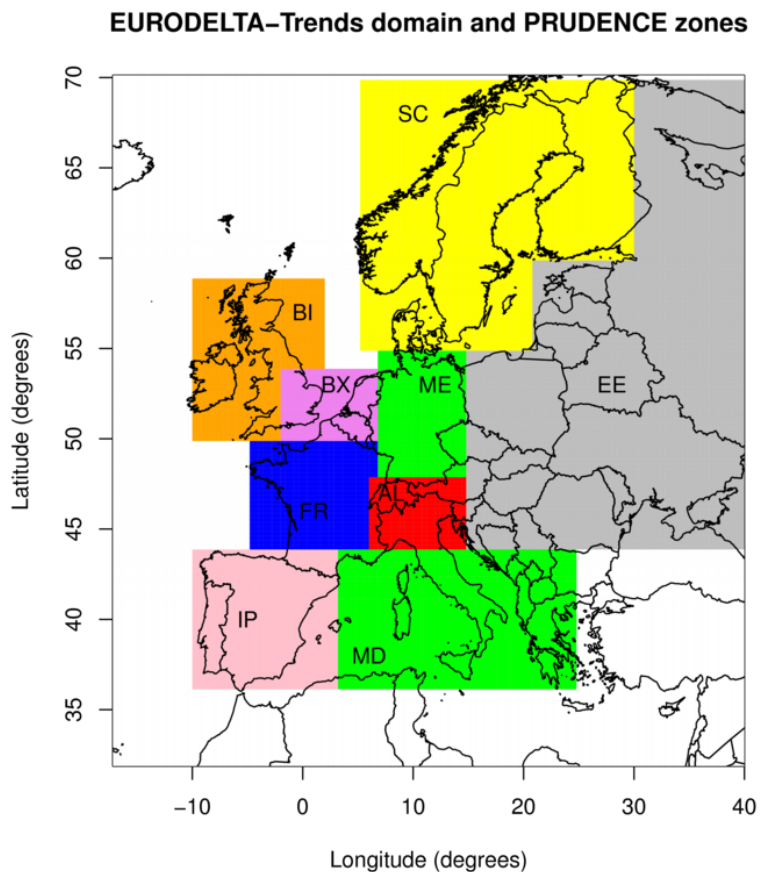 EURODELTA−Trends domain and PRUDENCE zones
70
65
60
55
50
45
40
35
Latitude (degrees)
SC
BI
BX
ME
EE
AL
FR
IP
MD
−10
0
10
20
30
40
Longitude (degrees)